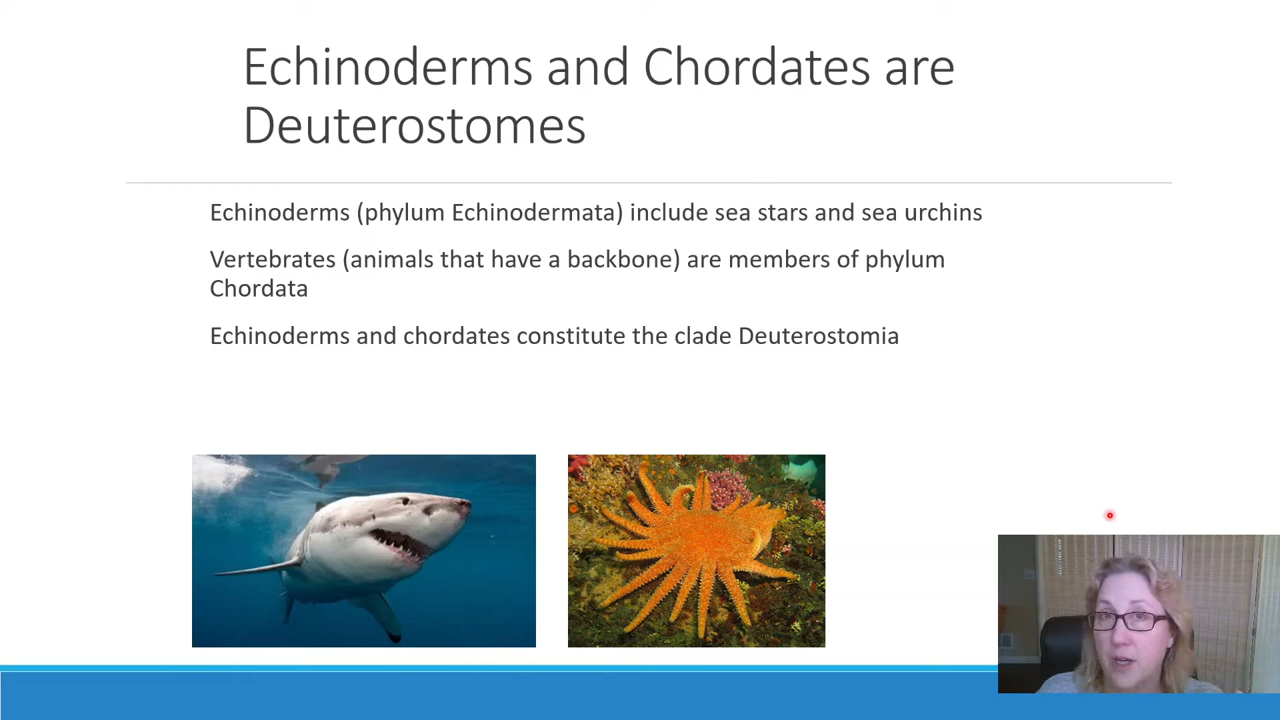 Echinoderms and Chordates are
Deuterostomes
Echinoderms (phylum Echinodermata) include sea stars and sea urchins
Vertebrates (animals that have a backbone) are members of phylum
Chordata
Echinoderms and chordates constitute the clade Deuterostomia